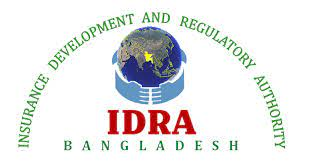 INSURANCE DEVELOPMENT AND REGULATORY AUTHORITY
IDRA
BANGLADESH